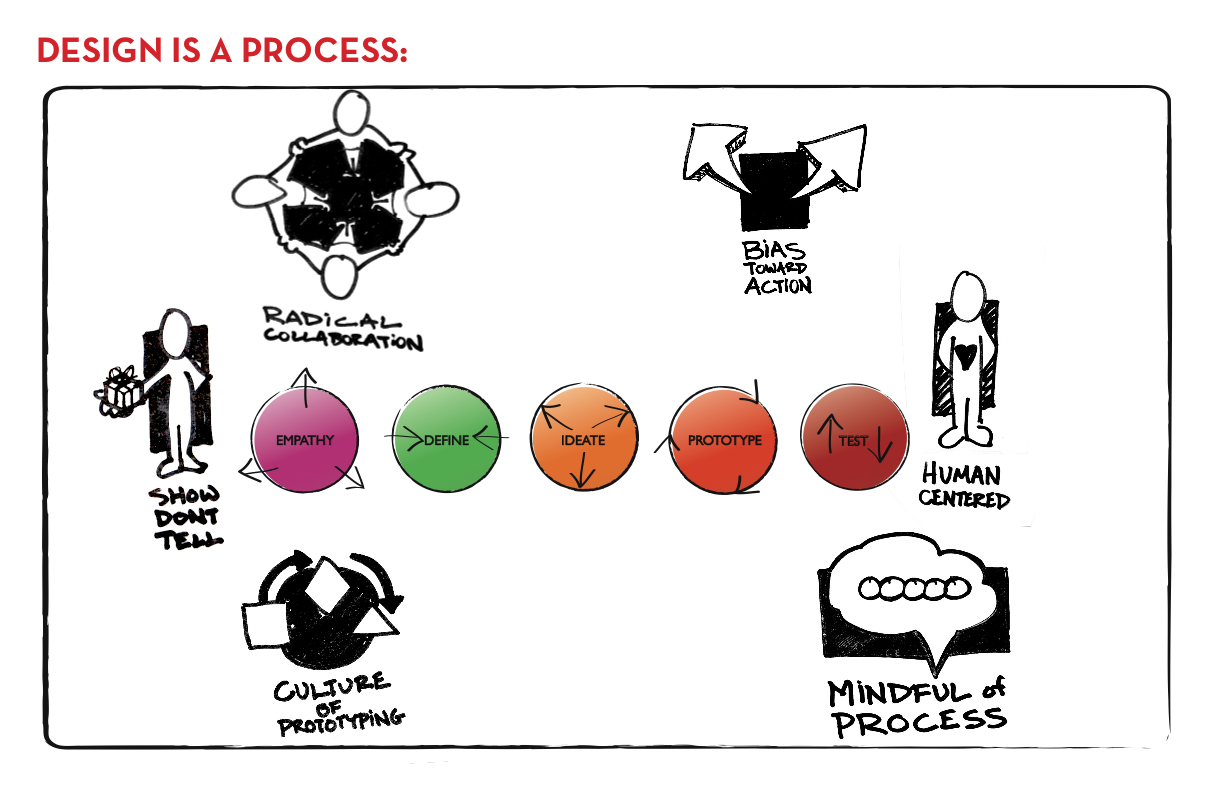 DESIGN IS A PROCESS:
RADiCAL
COLLABORATION
BiAS
TOWARD
ACTION
SHOW
DONT
TELL
EMPATHY
DEFINE
IDEATE
PROTOTYPE
TEST
HUMAN
CENTERED
CULTURE
OF
PROTOTYPiNG
MiNDFUL of
PROCESS